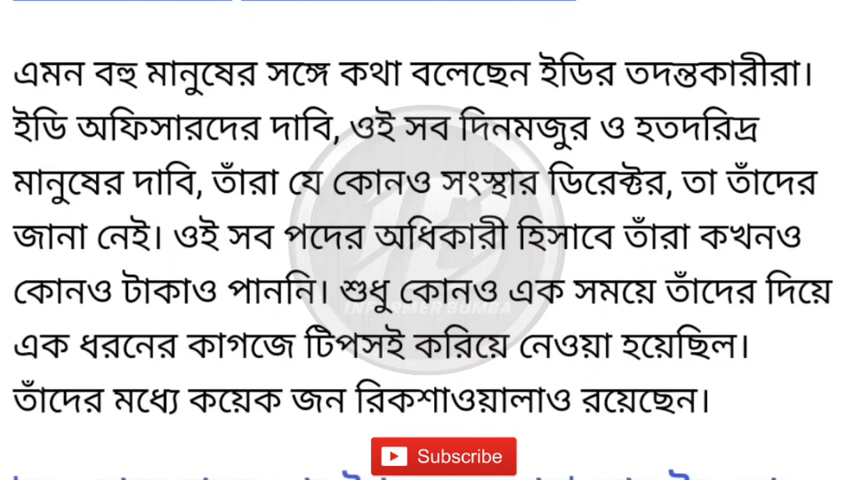 এমন বহু মানুষের সঙ্গে কথা বলেছেন ইডির তদন্তকারীরা।
ইডি অফিসারদের দাবি, ওই সব দিনমজুর ও হতদরিদ্র
মানুষের দাবি, তাঁরা যে কোনও সংস্থার ডিরেক্টর, তা তাঁদের
জানা নেই। ওই সব পদের অধিকারী হিসাবে তাঁরা কখনও
কোনও টাকাও পাননি। শুধু কোনও এক সময়ে তাঁদের দিয়ে
INFORMER BUMBA
এক ধরনের কাগজে টিপসই করিয়ে নেওয়া হয়েছিল।
তাঁদের মধ্যে কয়েক জন রিকশাওয়ালাও রয়েছেন।
Subscribe